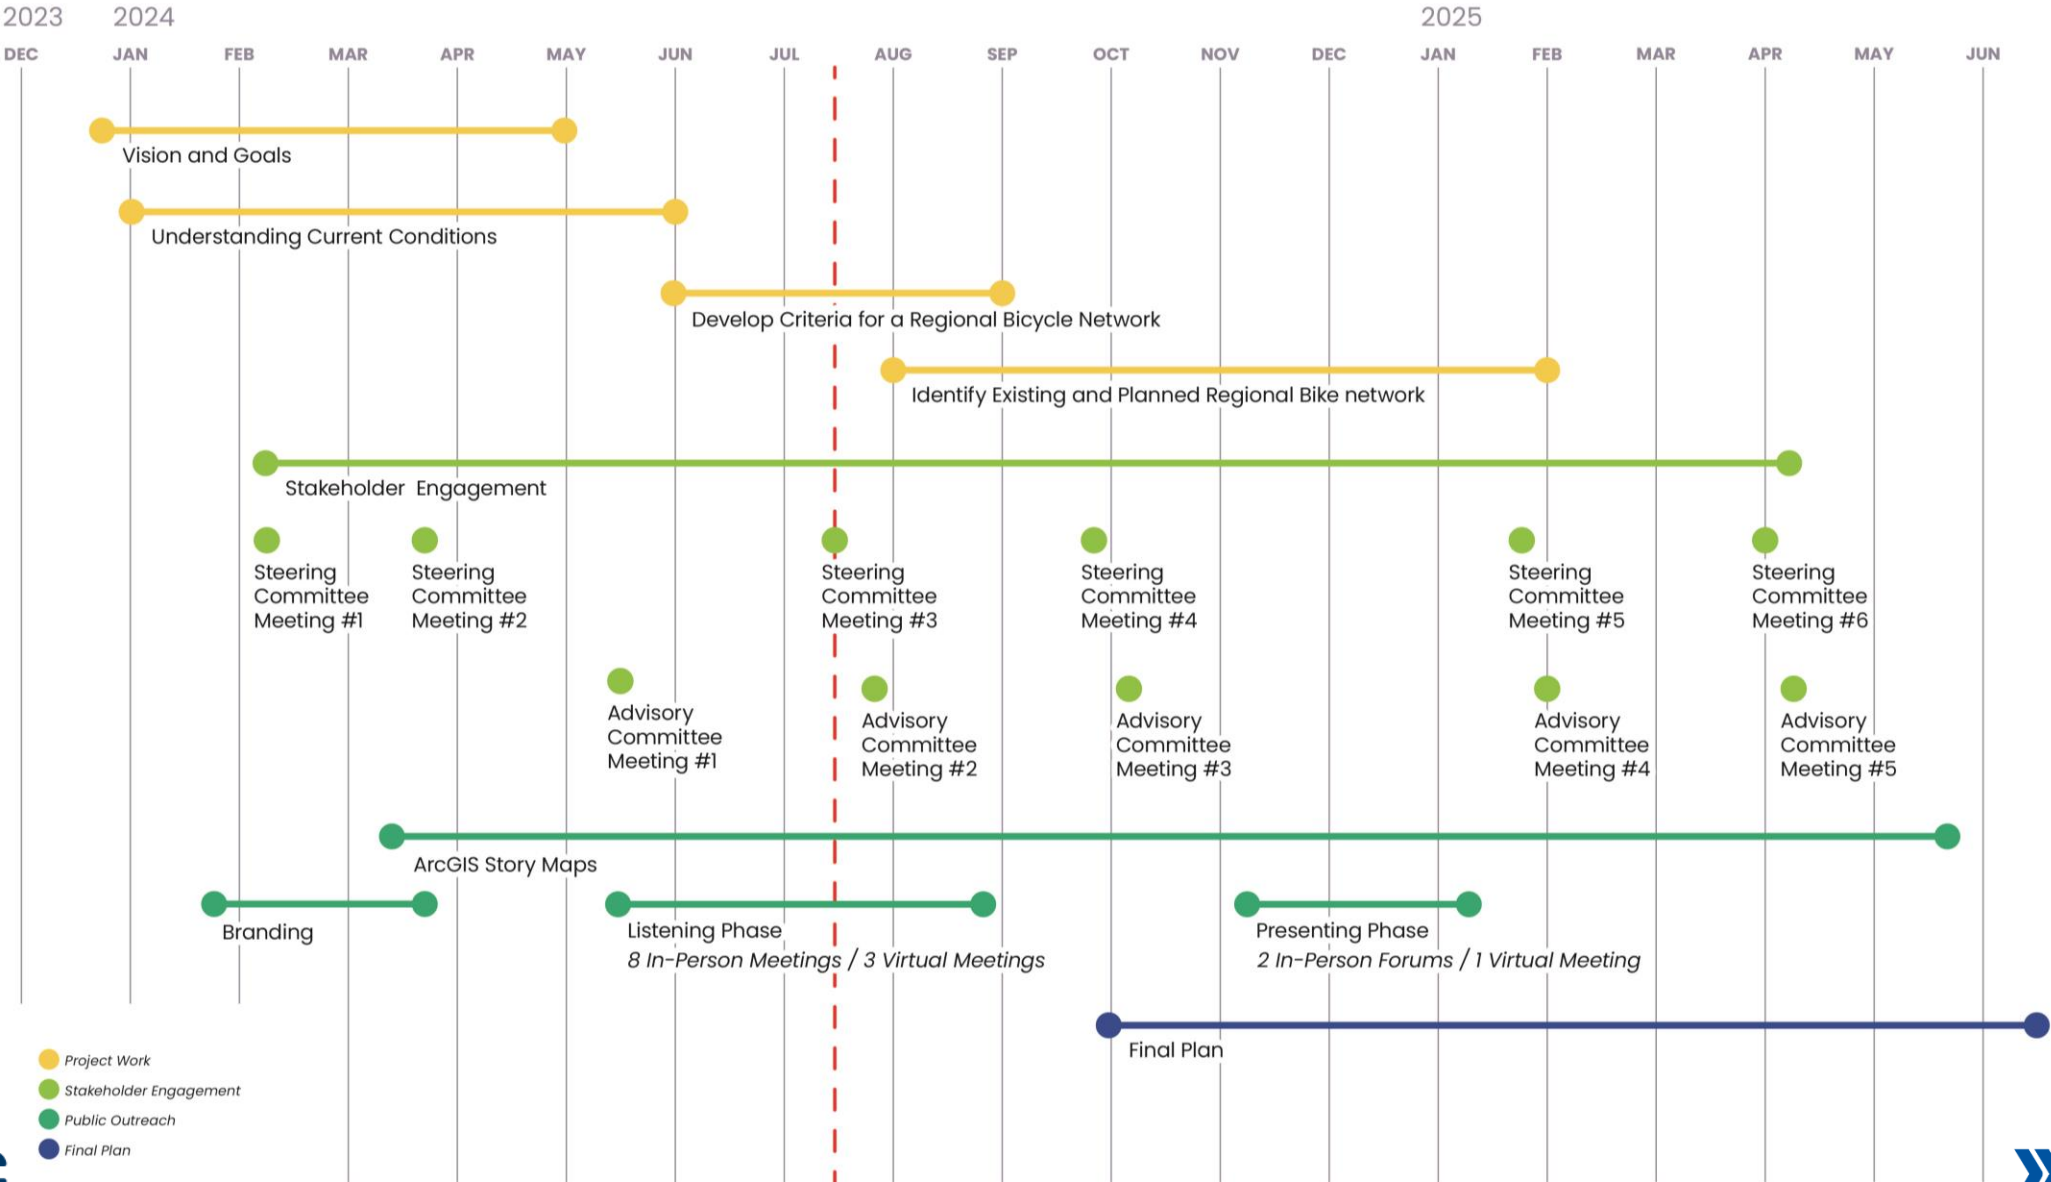 2023 2024 2025
DEC JAN FEB MAR APR MAY JUN JUL AUG SEP OCT NOV DEC JAN FEB MAR APR MAY JUN
Vision and Goals
Understanding Current Conditions
Develop Criteria for a Regional Bicycle Network
Identify Existing and Planned Regional Bike network
Stakeholder Engagement
Steering
Committee
Meeting #1
Steering
Committee
Meeting #2
Steering
Committee
Meeting #3
Steering
Committee
Meeting #4
Steering
Committee
Meeting #5
Steering
Committee
Meeting #6
Advisory
Committee
Meeting #1
Advisory
Committee
Meeting #2
Advisory
Committee
Meeting #3
Advisory
Committee
Meeting #4
Advisory
Committee
Meeting #5
ArcGIS Story Maps
Branding
Listening Phase
8 In-Person Meetings / 3 Virtual Meetings
Presenting Phase
2 In-Person Forums / 1 Virtual Meeting
Final Plan
Project Work
Stakeholder Engagement
Public Outreach
Final Plan